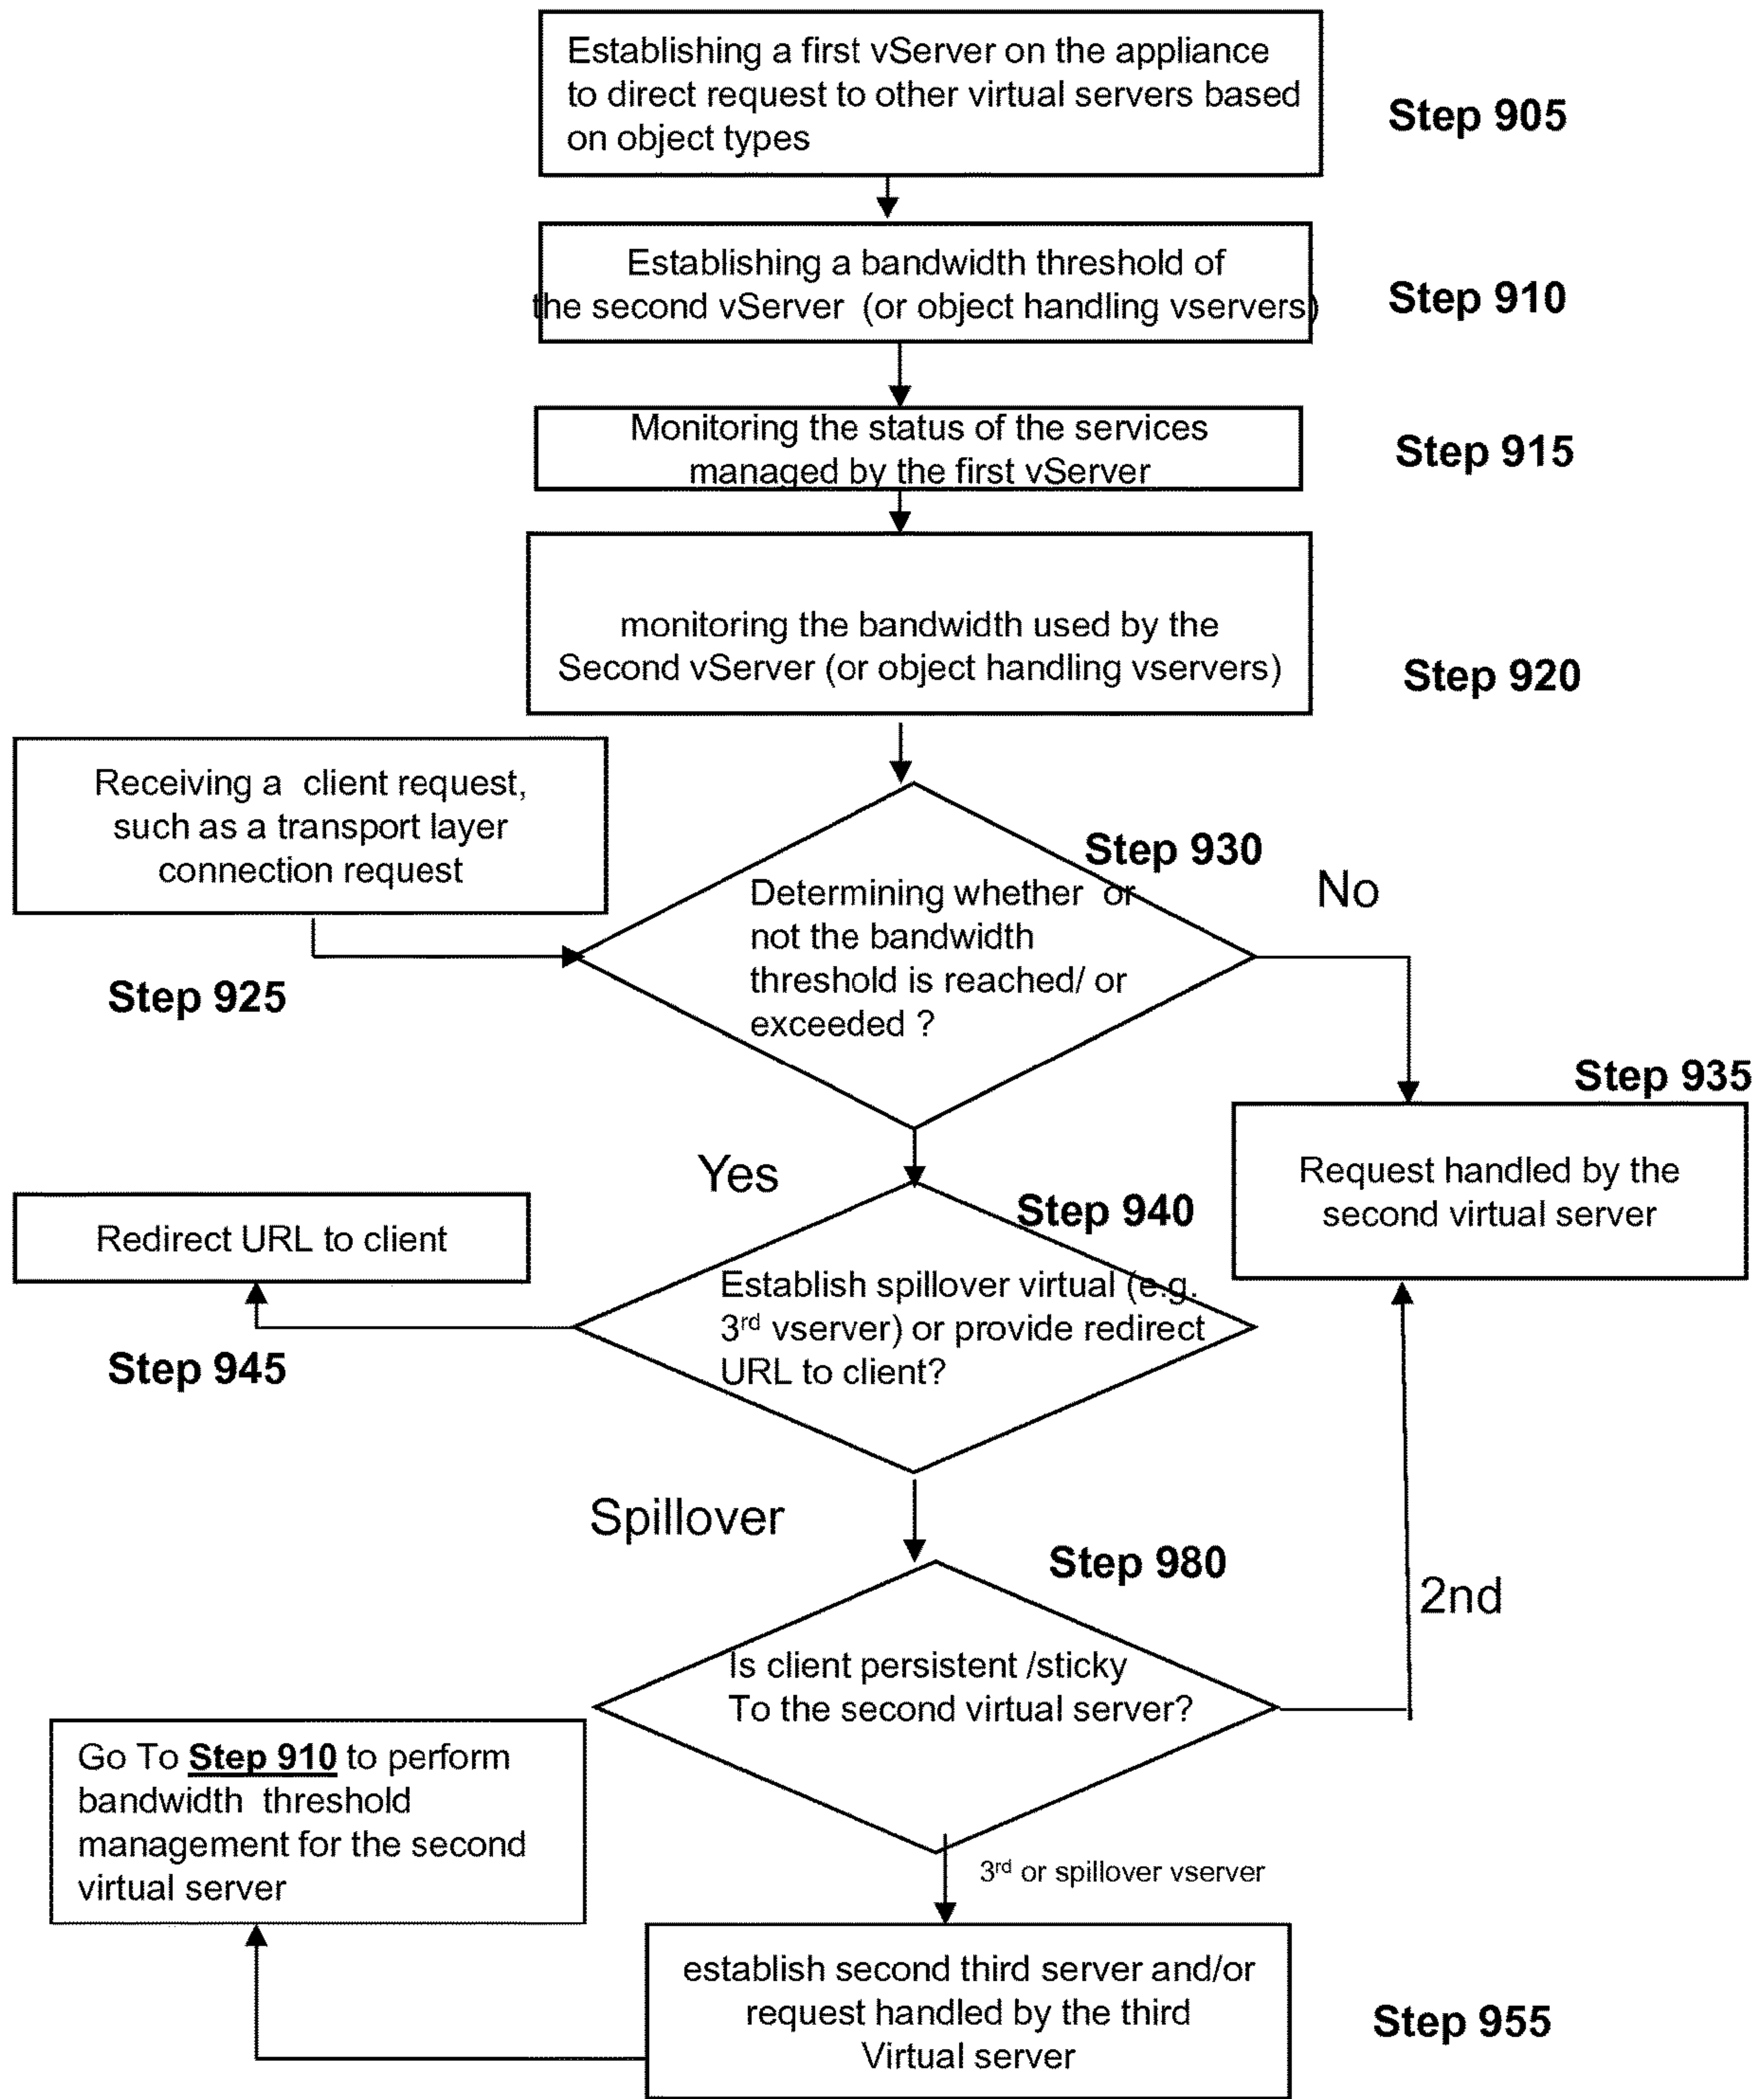 Establishing a first vServer on the appliance
to direct request to other virtual servers based
on object types
Step 905
Establishing a bandwidth threshold of
the second vServer (or object handling vservers)
Step 910
Monitoring the status of the services
managed by the first vServer
Step 915
monitoring the bandwidth used by the
Second vServer (or object handling vservers)
Step 920
Receiving a client request,
such as a transport layer
connection request
Step 925
Step 930
Determining whether or
not the bandwidth
threshold is reached/ or
exceeded ?
No
Step 935
Request handled by the
second virtual server
Yes
Step 940
Establish spillover virtual (e.g.
3rd vserver) or provide redirect
URL to client?
Redirect URL to client
Step 945
Spillover
Step 980
Is client persistent /sticky
To the second virtual server?
2nd
Go To Step 910 to perform
bandwidth threshold
management for the second
virtual server
3rd or spillover vserver
establish second third server and/or
request handled by the third
Virtual server
Step 955